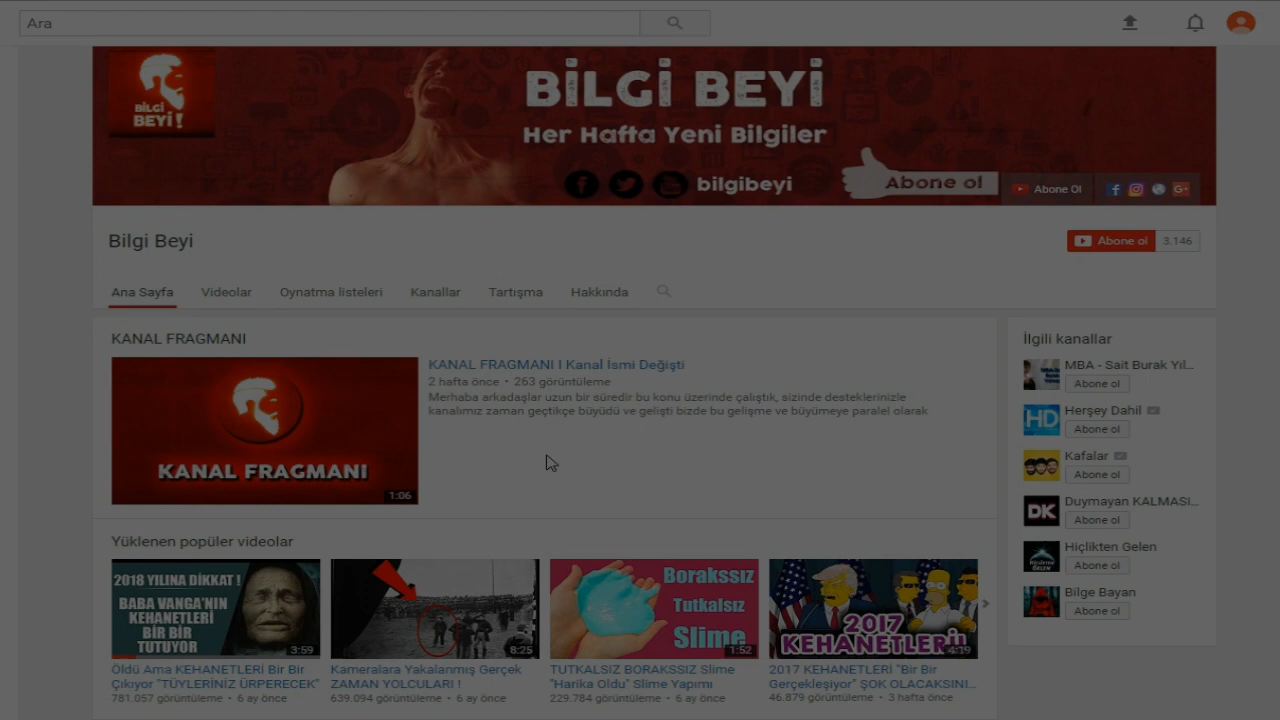 Ara
BİLGİ
BEYİ!
BİLGİ BEYİ
Her Hafta Yeni Bilgiler
bilgibeyi
Abone ol
Abone Ol
Bilgi Beyi
Abone ol 3.146
Ana Sayfa Videolar Oynatma listeleri Kanallar Tartışma Hakkında
KANAL FRAGMANI
KANAL FRAGMANI
1:06
KANAL FRAGMANI I Kanal İsmi Değişti
2 hafta önce • 263 görüntüleme
Merhaba arkadaşlar uzun bir süredir bu konu üzerinde çalıştık, sizinde desteklerinizle
kanalımız zaman geçtikçe büyüdü ve gelişti bizde bu gelişme ve büyümeye paralel olarak
İlgili kanallar
MBA - Sait Burak Yıl...
Abone ol
Herşey Dahil
Abone ol
HD
Kafalar
Abone ol
Duymayan KALMASI...
Abone ol
DK
Hiçlikten Gelen
Abone ol
Bilge Bayan
Abone ol
Yüklenen popüler videolar
2018 YILINA DİKKAT !
BABA VANGA'NIN
KEHANETLERİ
BİR BİR
TUTUYOR
3:59
Öldü Ama KEHANETLERİ Bir Bir
Çıkıyor "TÜYLERİNİZ ÜRPERECEK"
781.057 görüntüleme • 6 ay önce
8:25
Kameralara Yakalanmış Gerçek
ZAMAN YOLCULARI !
639.094 görüntüleme • 6 ay önce
Borakssız
Tutkalsız
Slime
1:52
TUTKALSIZ BORAKSSIZ Slime
"Harika Oldu" Slime Yapımı
229.784 görüntüleme • 6 ay önce
2017
KEHANETLERİ
4:19
2017 KEHANETLERİ "Bir Bir
Gerçekleşiyor" ŞOK OLACAKSINI...
46.879 görüntüleme • 3 hafta önce